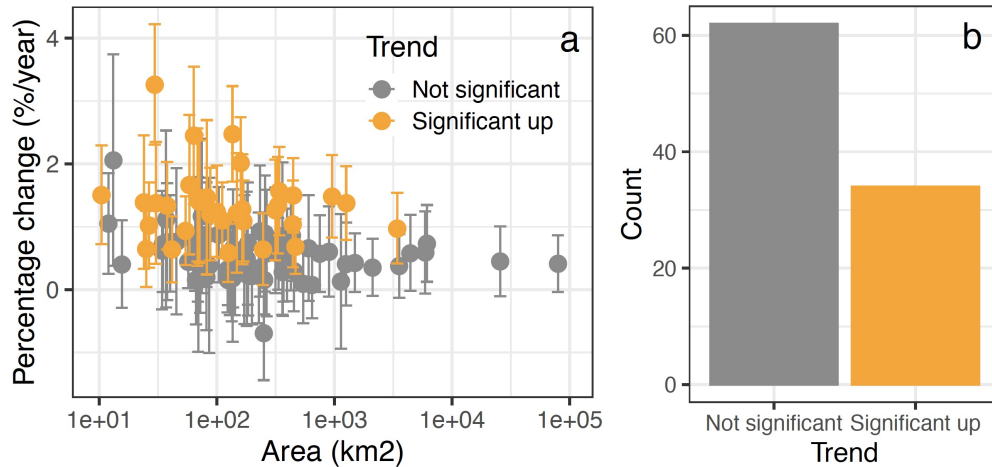 a
Trend
Not significant
Significant up
Percentage change (%/year)
4
2
0
1e+01 1e+02 1e+03 1e+04 1e+05
Area (km2)
b
Count
60
40
20
0
Not significant Significant up
Trend